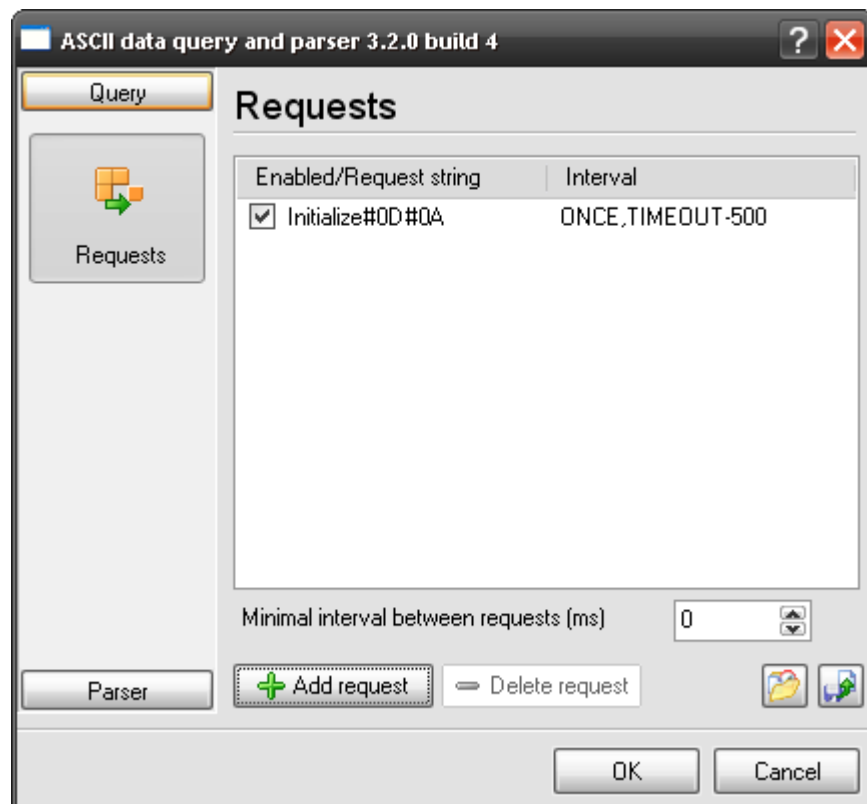 ASCII data query and parser 3.2.0 build 4
Query
Requests
Requests
Enabled/Request string Interval
Initialize#0D#0A ONCE,TIMEOUT-500
Minimal interval between requests (ms) 0
Parser
Add request Delete request
OK Cancel